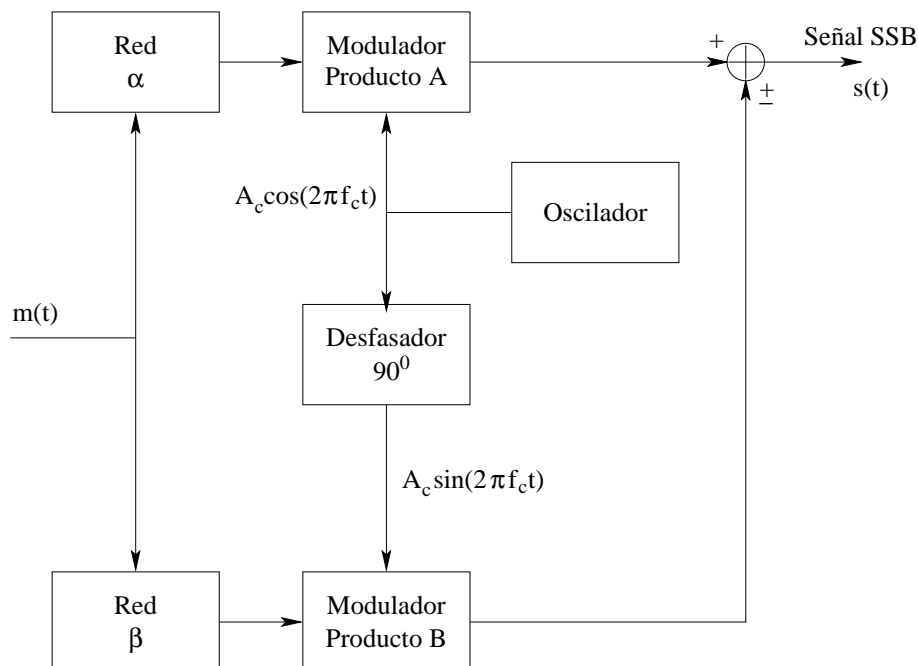 Red
α
Modulador
Producto A
+
±
Señal SSB
s(t)
A_c cos(2πf_c t)
Oscilador
m(t)
Desfasador
90⁰
A_c sin(2πf_c t)
Red
β
Modulador
Producto B